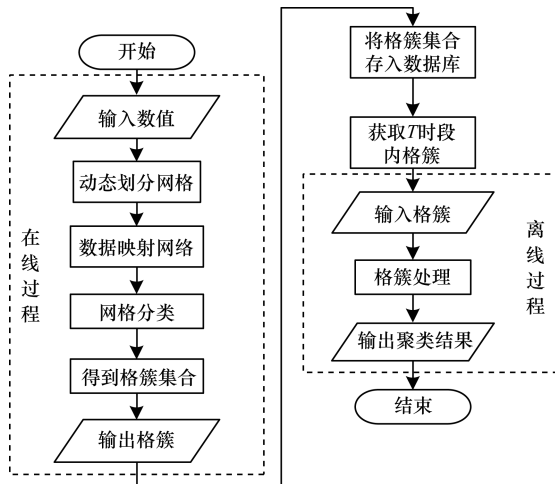 开始
输入数值
动态划分网格
数据映射网络
网格分类
得到格簇集合
输出格簇
在线过程
将格簇集合
存入数据库
获取T时段
内格簇
输入格簇
格簇处理
输出聚类结果
结束
离线过程